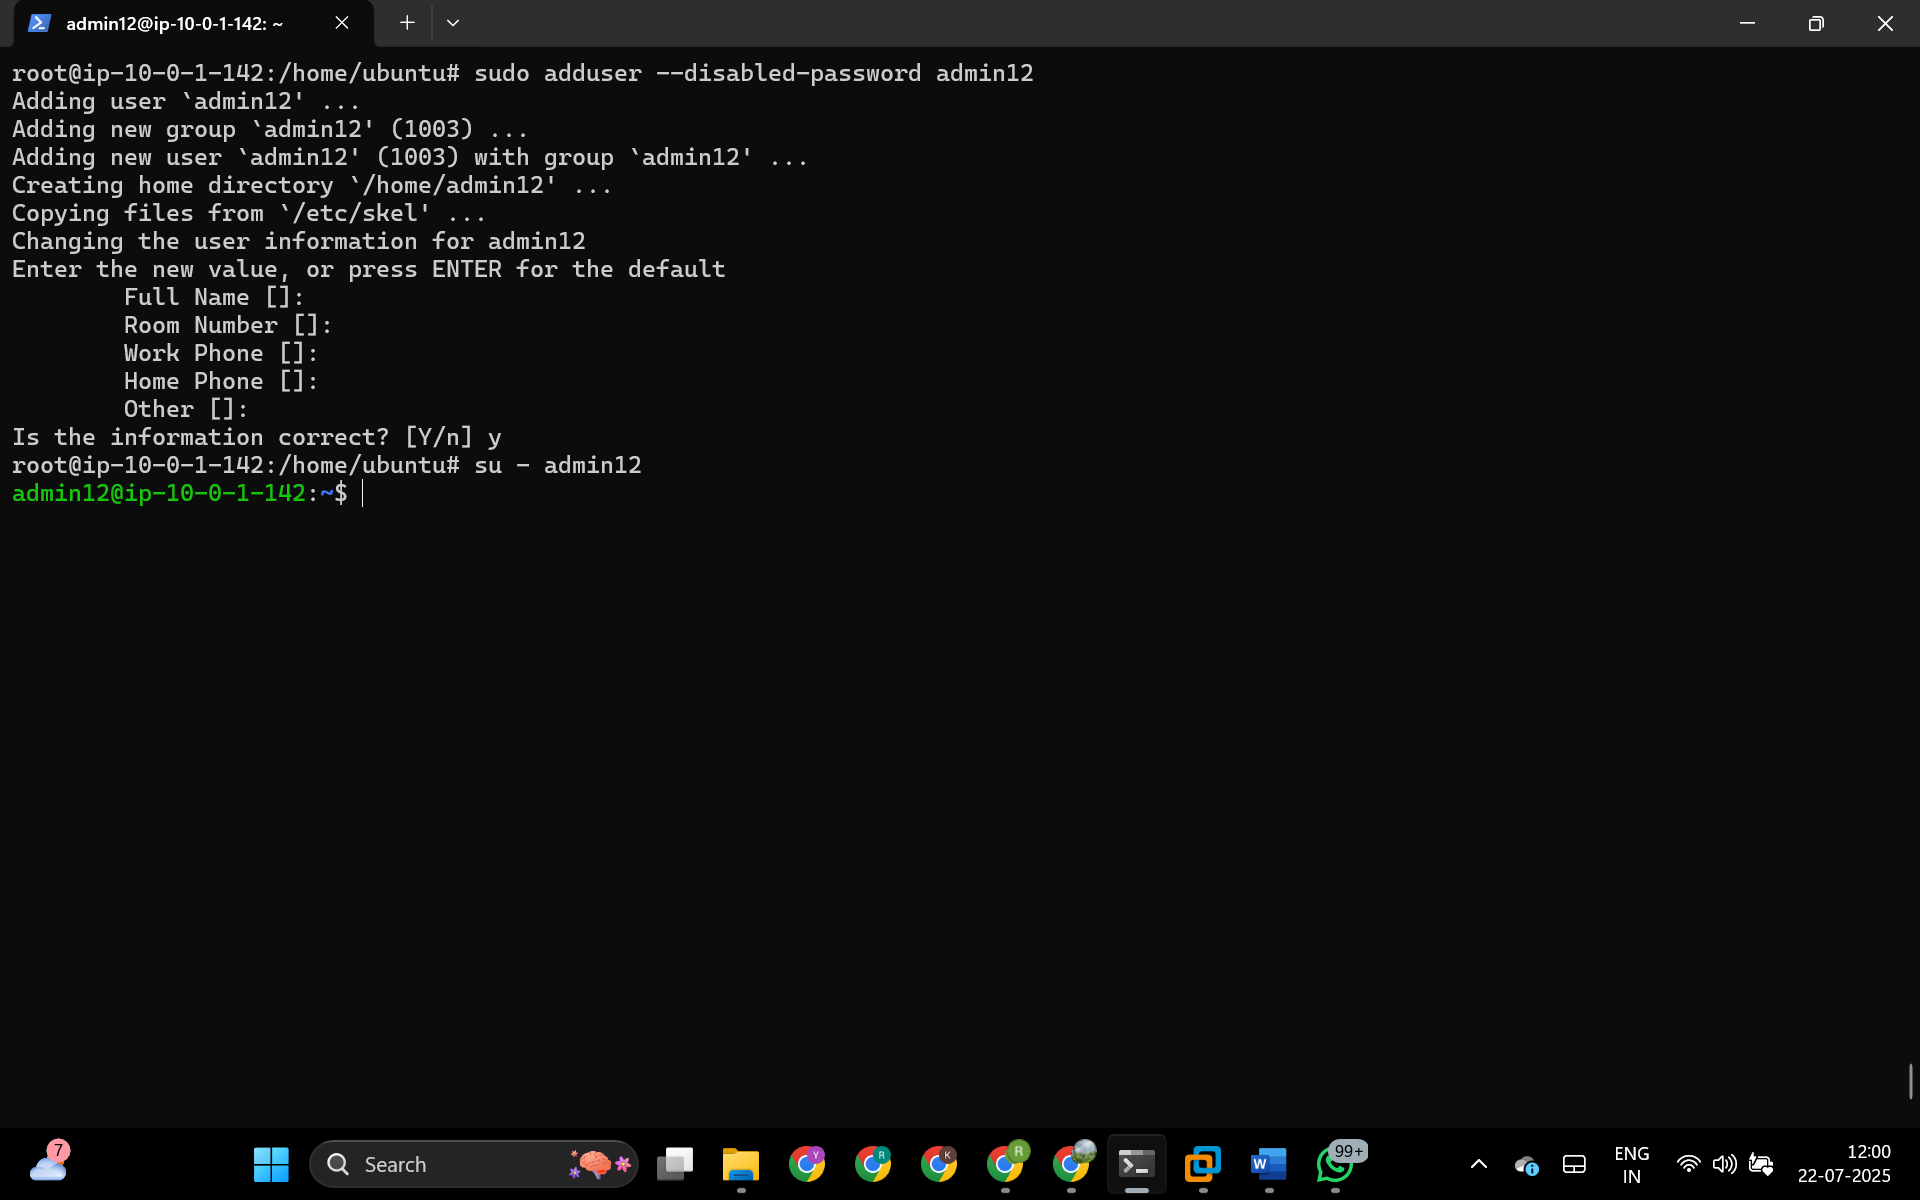 admin12@ip-10-0-1-142: ~
root@ip-10-0-1-142:/home/ubuntu# sudo adduser --disabled-password admin12
Adding user `admin12' ...
Adding new group `admin12' (1003) ...
Adding new user `admin12' (1003) with group `admin12' ...
Creating home directory `/home/admin12' ...
Copying files from `/etc/skel' ...
Changing the user information for admin12
Enter the new value, or press ENTER for the default
        Full Name []:
        Room Number []:
        Work Phone []:
        Home Phone []:
        Other []:
Is the information correct? [Y/n] y
root@ip-10-0-1-142:/home/ubuntu# su - admin12
admin12@ip-10-0-1-142:~$
7
Search
Y
R
K
R
W
99+
ENG
IN
12:00
22-07-2025